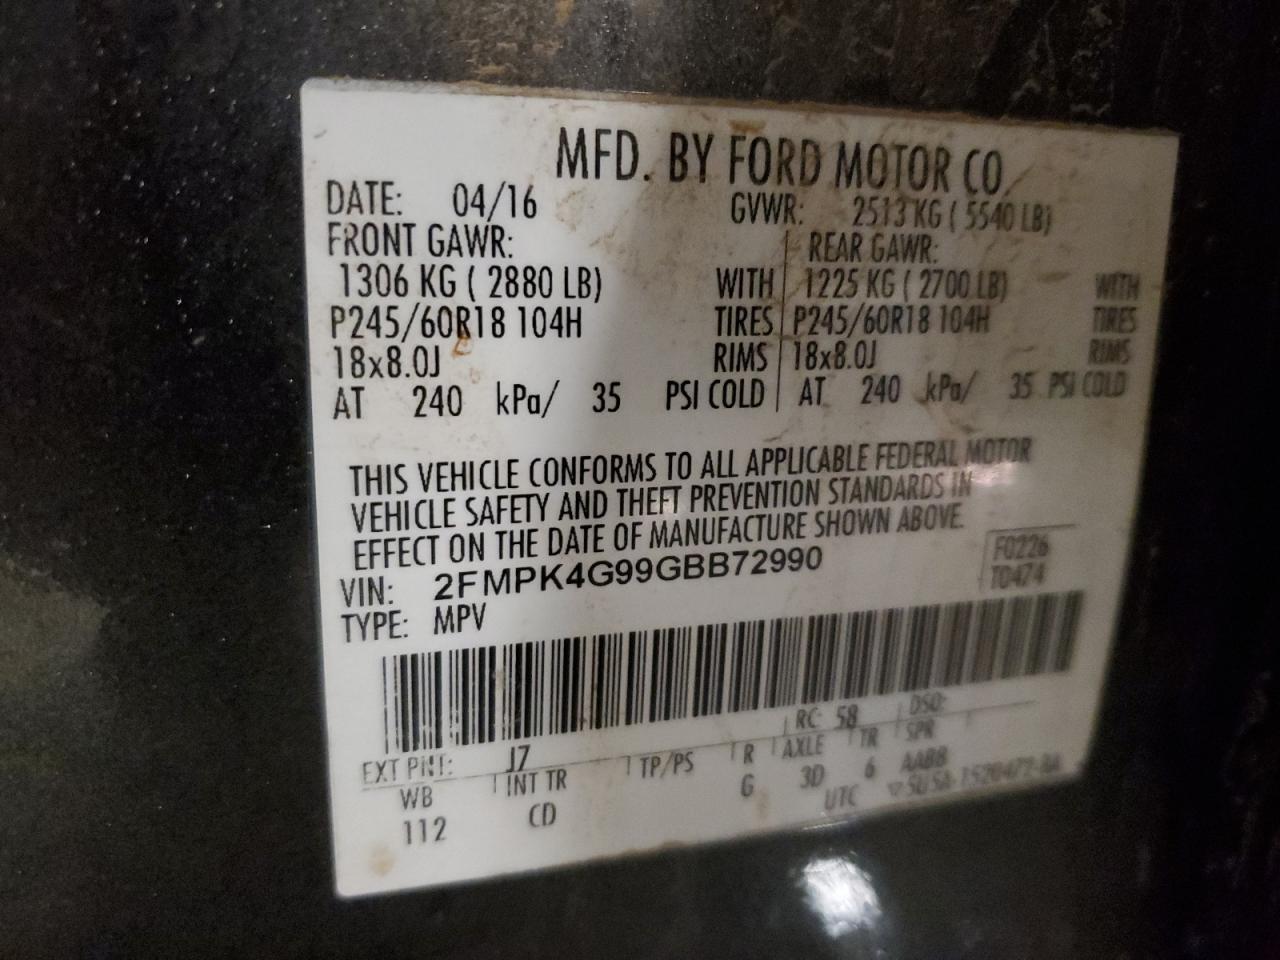 MFD. BY FORD MOTOR CO.
DATE: 04/16 GVWR: 2513 KG ( 5540 LB)
FRONT GAWR: REAR GAWR:
1306 KG ( 2880 LB) WITH 1225 KG ( 2700 LB) WITH
P245/60R18 104H TIRES P245/60R18 104H TIRES
18x8.0J RIMS 18x8.0J RIMS
AT 240 kPa/ 35 PSI COLD AT 240 kPa/ 35 PSI COLD
THIS VEHICLE CONFORMS TO ALL APPLICABLE FEDERAL MOTOR
VEHICLE SAFETY AND THEFT PREVENTION STANDARDS IN
EFFECT ON THE DATE OF MANUFACTURE SHOWN ABOVE.
VIN: 2FMPK4G99GBB72990 F0226
TYPE: MPV T0474
EXT PNT: J7 RC: 58 DSO:
WB INT TR TP/PS R AXLE TR SPR
112 CD G 3D 6 AABB
UTC